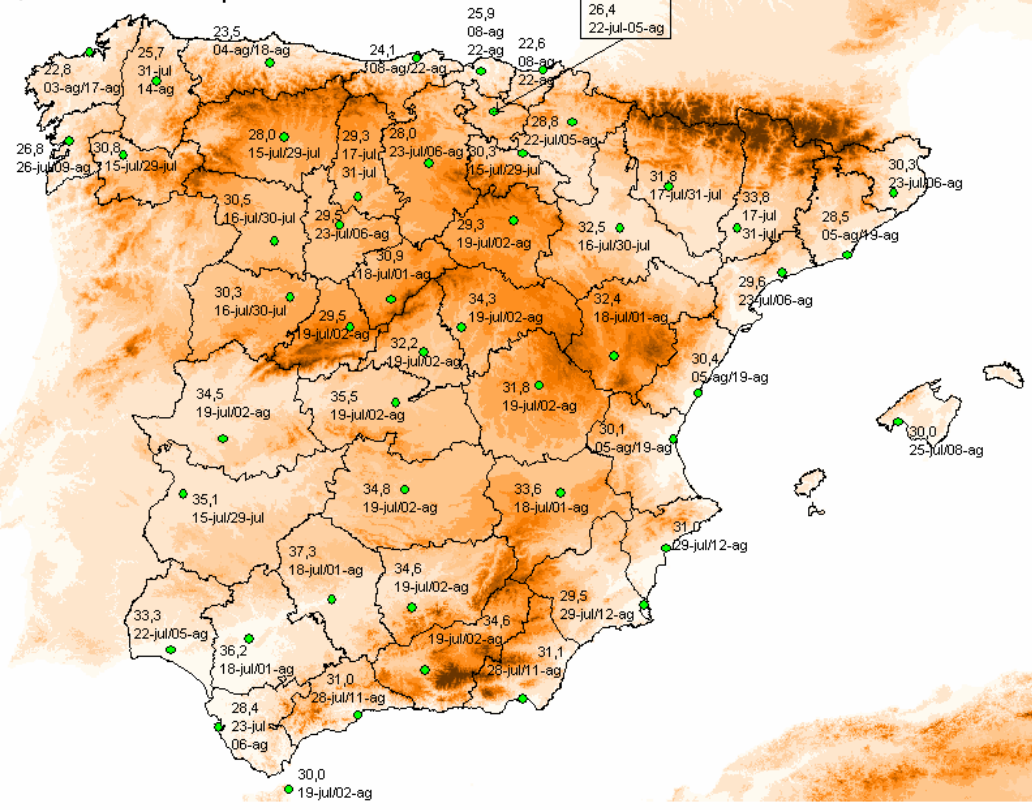 26,4
22-jul-05-ag
25,9
08-ag
22-ag
22,6
08-ag
22-ag
23,5
04-ag/18-ag
24,1
08-ag/22-ag
25,7
31-jul
14-ag
22,8
03-ag/17-ag
26,8
26-jul/09-ag
30,8
15-jul/29-jul
28,0
15-jul/29-jul
29,3
17-jul
31-jul
28,0
23-jul/06-ag
28,8
22-jul/05-ag
30,3
15-jul/29-jul
31,8
17-jul/31-jul
33,8
17-jul
31-jul
30,3
23-jul/06-ag
28,5
05-ag/19-ag
30,5
16-jul/30-jul
29,5
23-jul/06-ag
29,3
19-jul/02-ag
32,5
16-jul/30-jul
30,9
18-jul/01-ag
29,6
23-jul/06-ag
30,3
16-jul/30-jul
29,5
19-jul/02-ag
34,3
19-jul/02-ag
32,4
18-jul/01-ag
32,2
19-jul/02-ag
30,4
05-ag/19-ag
34,5
19-jul/02-ag
35,5
19-jul/02-ag
31,8
19-jul/02-ag
30,1
05-ag/19-ag
30,0
25-jul/08-ag
35,1
15-jul/29-jul
34,8
19-jul/02-ag
33,6
18-jul/01-ag
31,0
29-jul/12-ag
37,3
18-jul/01-ag
34,6
19-jul/02-ag
29,5
29-jul/12-ag
33,3
22-jul/05-ag
36,2
18-jul/01-ag
34,6
19-jul/02-ag
31,1
28-jul/11-ag
31,0
28-jul/11-ag
28,4
23-jul
06-ag
30,0
19-jul/02-ag